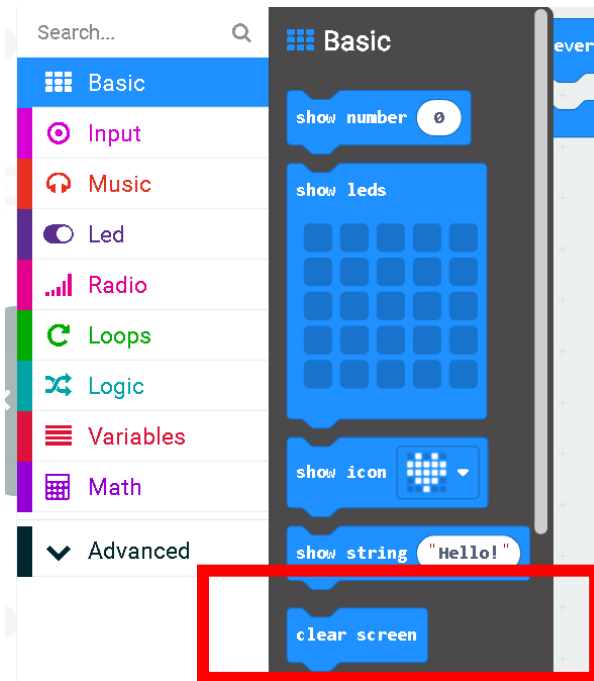 Search...
Basic
Input
Music
Led
Radio
Loops
Logic
Variables
Math
Advanced
Basic
show number 0
show leds
show icon
show string "Hello!"
clear screen
ever